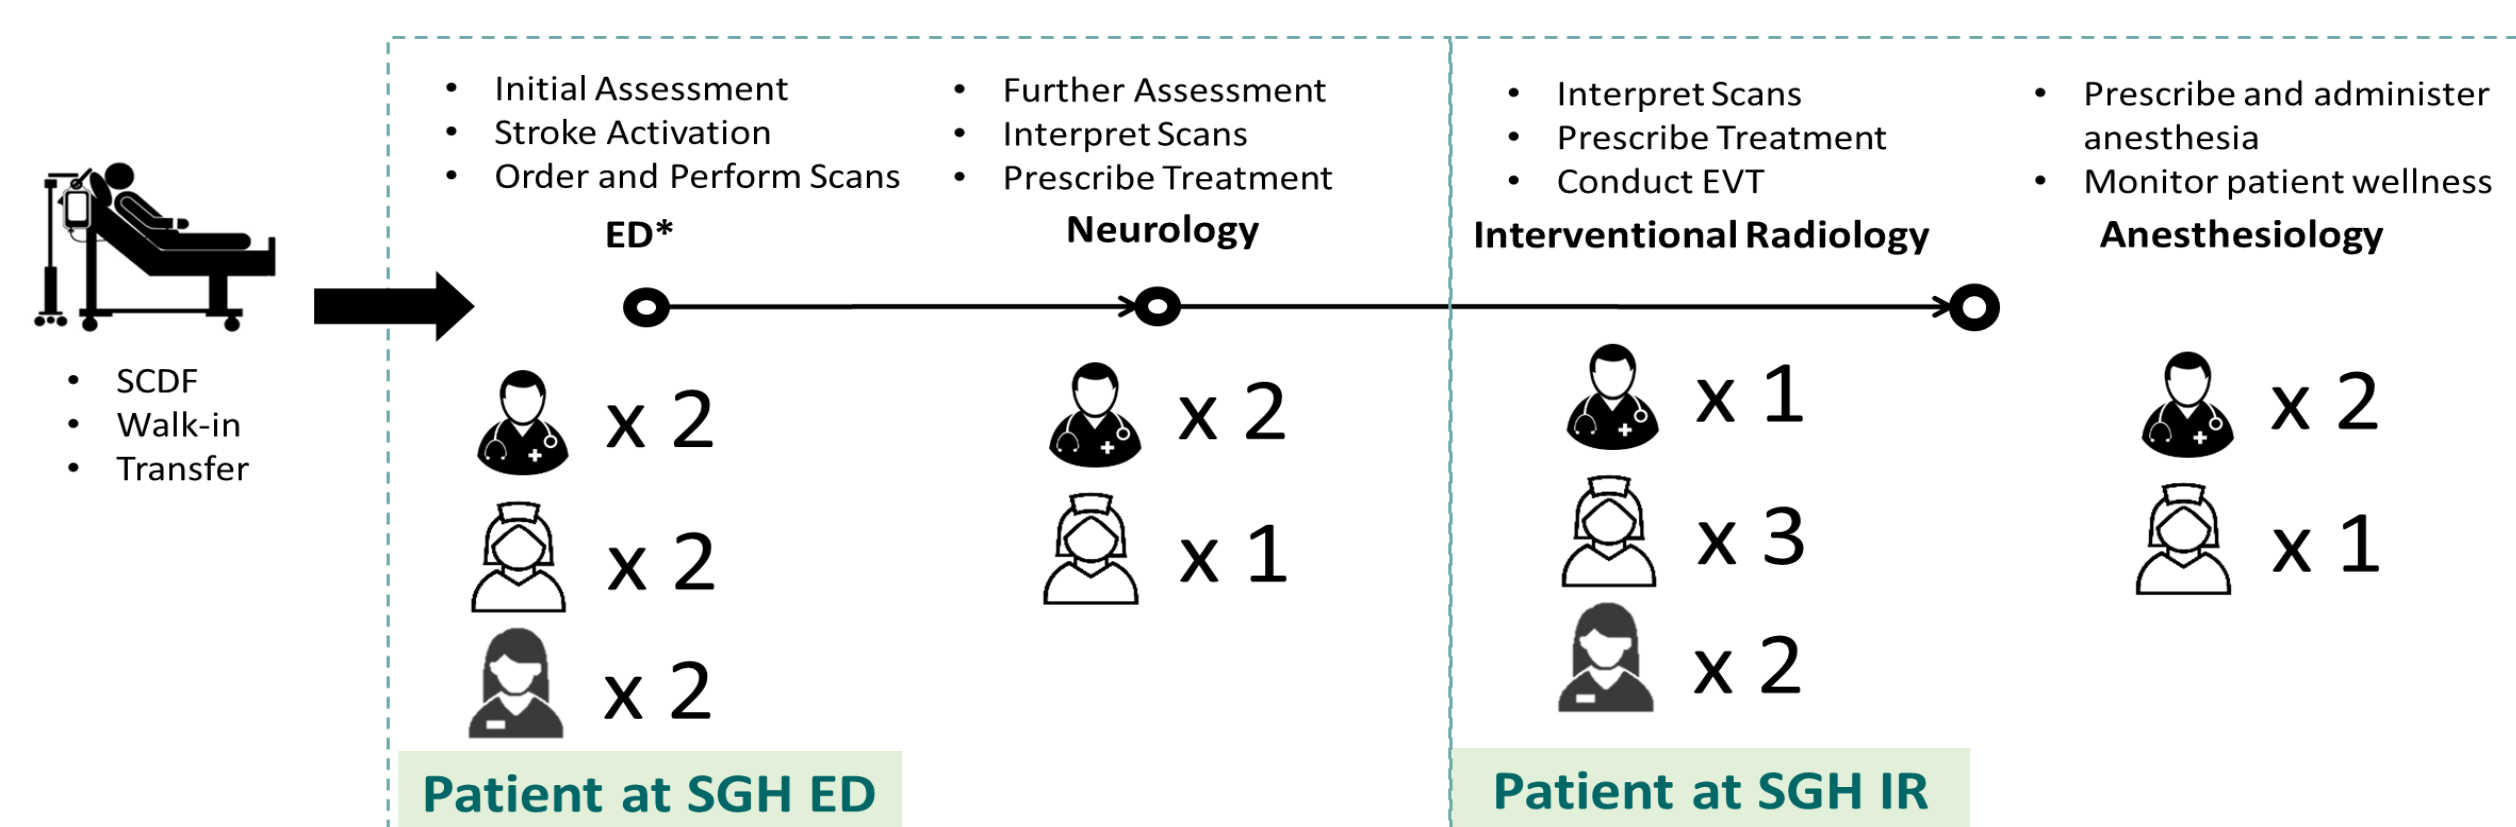 • SCDF
• Walk-in
• Transfer
• Initial Assessment
• Stroke Activation
• Order and Perform Scans
ED*
x 2
x 2
x 2
• Further Assessment
• Interpret Scans
• Prescribe Treatment
Neurology
x 2
x 1
Patient at SGH ED
• Interpret Scans
• Prescribe Treatment
• Conduct EVT
Interventional Radiology
x 1
x 3
x 2
• Prescribe and administer
anesthesia
• Monitor patient wellness
Anesthesiology
x 2
x 1
Patient at SGH IR